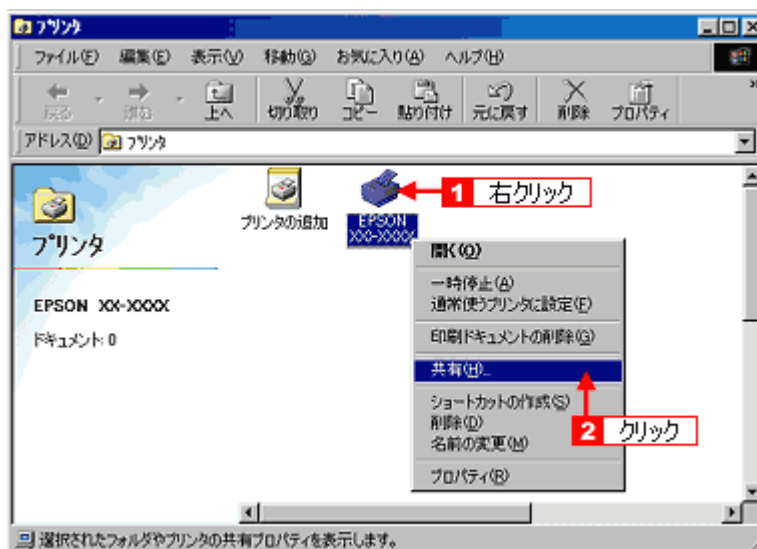 プリンタ
ファイル(F) 編集(E) 表示(V) 移動(G) お気に入り(A) ヘルプ(H)
戻る 進む 上へ 切り取り コピー 貼り付け 元に戻す 削除 プロパティ »
アドレス(D) プリンタ
プリンタ
EPSON XX-XXXX
ドキュメント: 0
プリンタの追加
EPSON
XXX-XXXX
1 右クリック
開く(O)
一時停止(A)
通常使うプリンタに設定(F)
印刷ドキュメントの削除(G)
共有(H)...
ショートカットの作成(S)
削除(D)
名前の変更(M)
プロパティ(R)
2 クリック
選択されたフォルダやプリンタの共有プロパティを表示します。